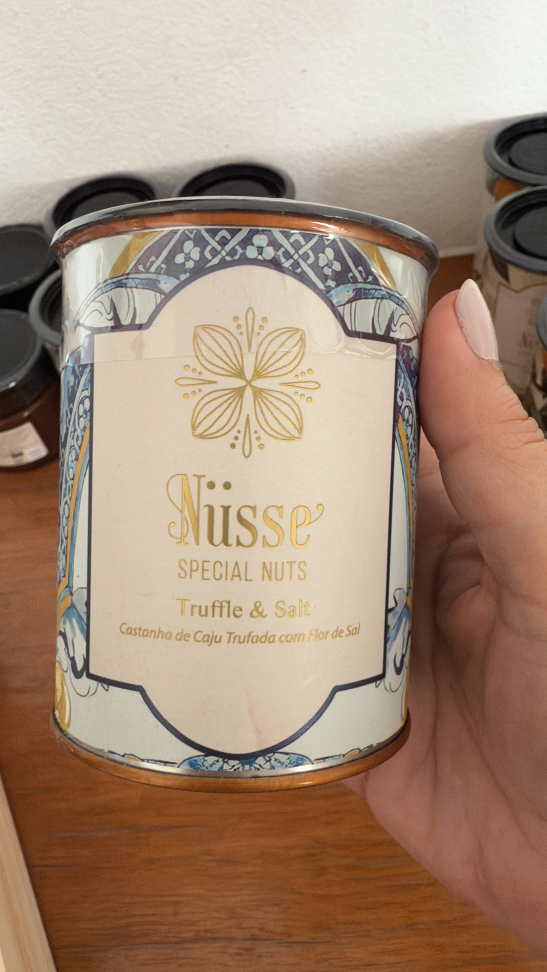 Nüsse
SPECIAL NUTS
Truffle & Salt
Castanha de Caju Trufada com Flor de Sal